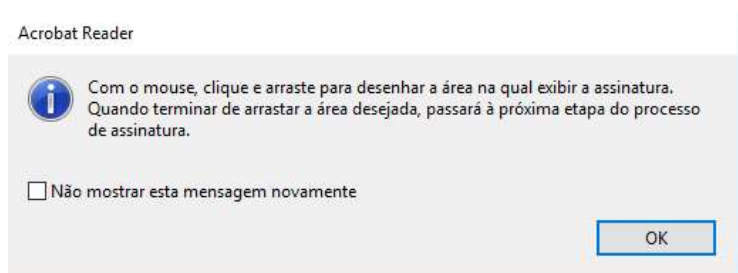 Acrobat Reader
Com o mouse, clique e arraste para desenhar a área na qual exibir a assinatura.
Quando terminar de arrastar a área desejada, passará à próxima etapa do processo
de assinatura.
Não mostrar esta mensagem novamente
OK